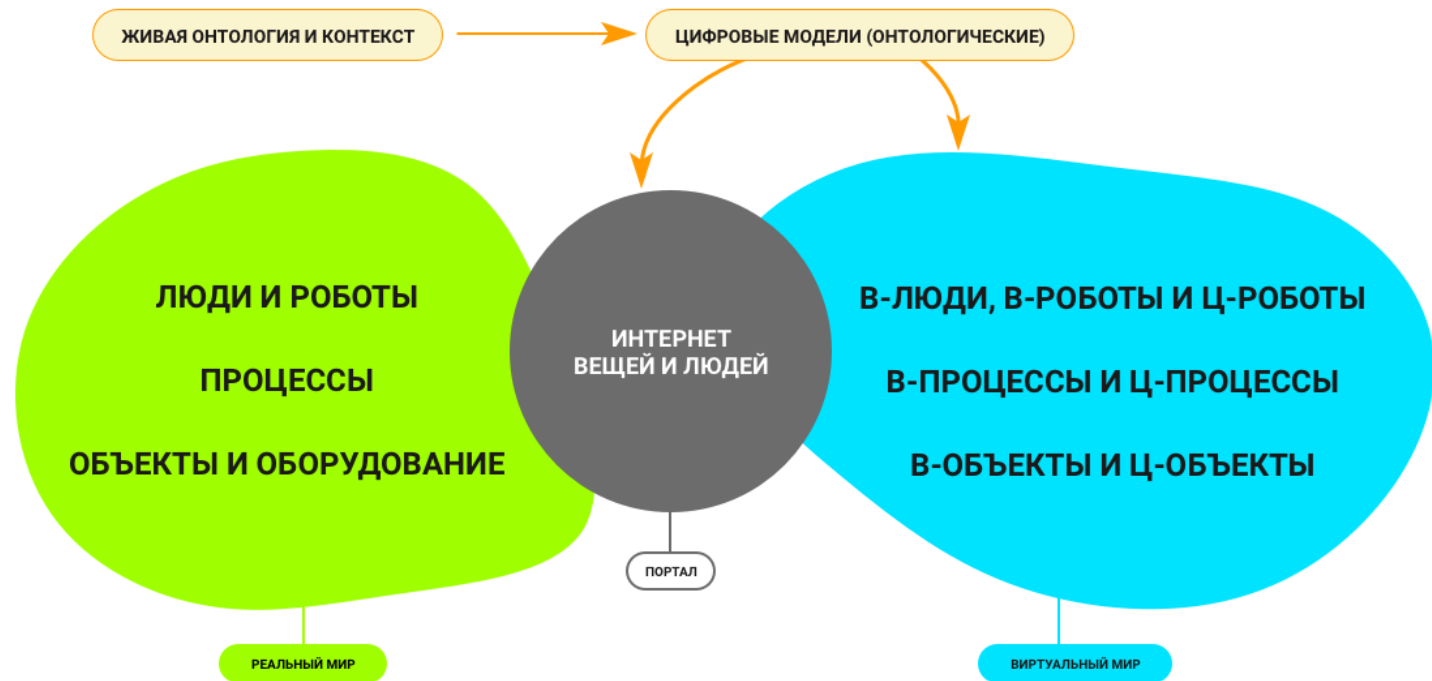 ЖИВАЯ ОНТОЛОГИЯ И КОНТЕКСТ
ЦИФРОВЫЕ МОДЕЛИ (ОНТОЛОГИЧЕСКИЕ)
ЛЮДИ И РОБОТЫ
ПРОЦЕССЫ
ОБЪЕКТЫ И ОБОРУДОВАНИЕ
ИНТЕРНЕТ
ВЕЩЕЙ И ЛЮДЕЙ
В-ЛЮДИ, В-РОБОТЫ И Ц-РОБОТЫ
В-ПРОЦЕССЫ И Ц-ПРОЦЕССЫ
В-ОБЪЕКТЫ И Ц-ОБЪЕКТЫ
ПОРТАЛ
РЕАЛЬНЫЙ МИР
ВИРТУАЛЬНЫЙ МИР